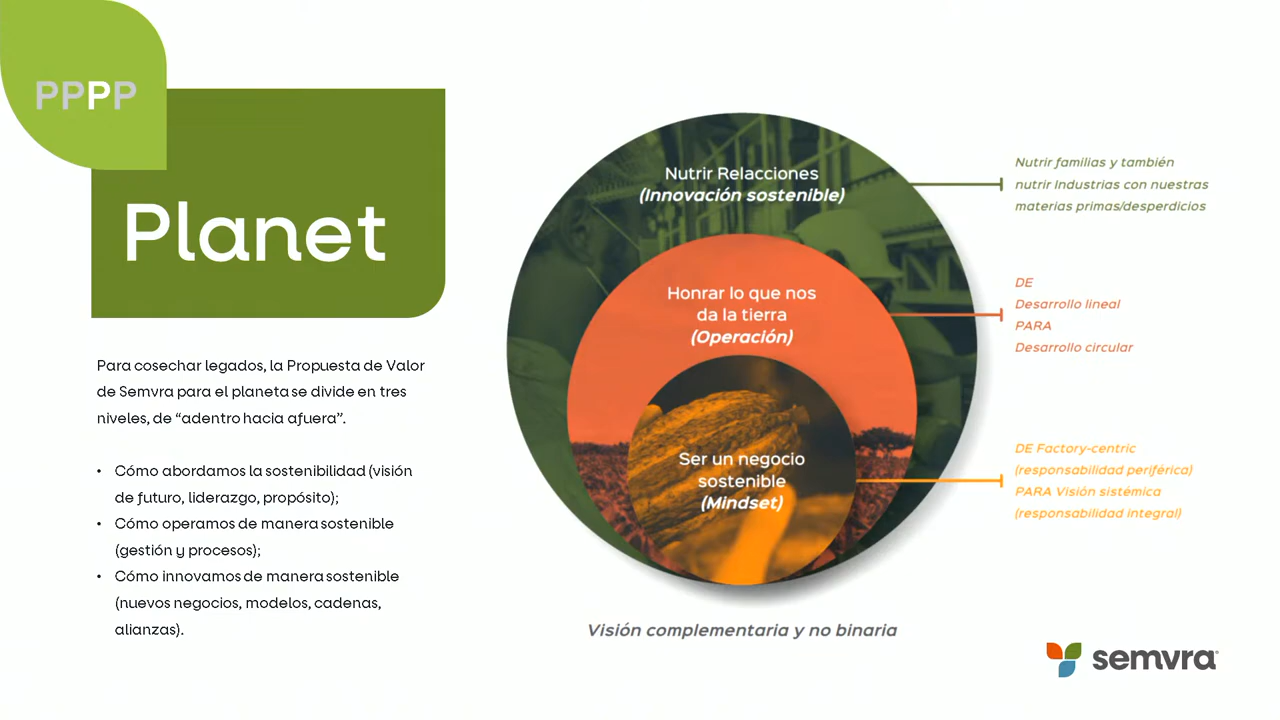 PPPP
Planet
Para cosechar legados, la Propuesta de Valor
de Semvra para el planeta se divide en tres
niveles, de “adentro hacia afuera”.
• Cómo abordamos la sostenibilidad (visión
de futuro, liderazgo, propósito);
• Cómo operamos de manera sostenible
(gestión y procesos);
• Cómo innovamos de manera sostenible
(nuevos negocios, modelos, cadenas,
alianzas).
Nutrir Relacciones
(Innovación sostenible)
Honrar lo que nos
da la tierra
(Operación)
Ser un negocio
sostenible
(Mindset)
Nutrir familias y también
nutrir Industrias con nuestras
materias primas/desperdicios
DE
Desarrollo lineal
PARA
Desarrollo circular
DE Factory-centric
(responsabilidad periférica)
PARA Visión sistémica
(responsabilidad integral)
Visión complementaria y no binaria
semvra